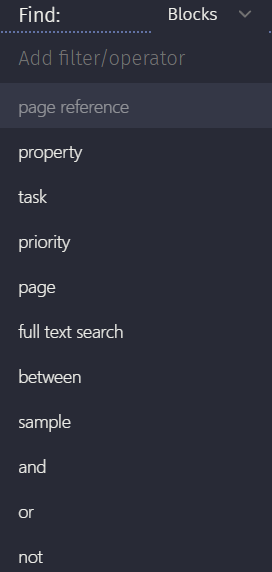 Find: Blocks
Add filter/operator
page reference
property
task
priority
page
full text search
between
sample
and
or
not